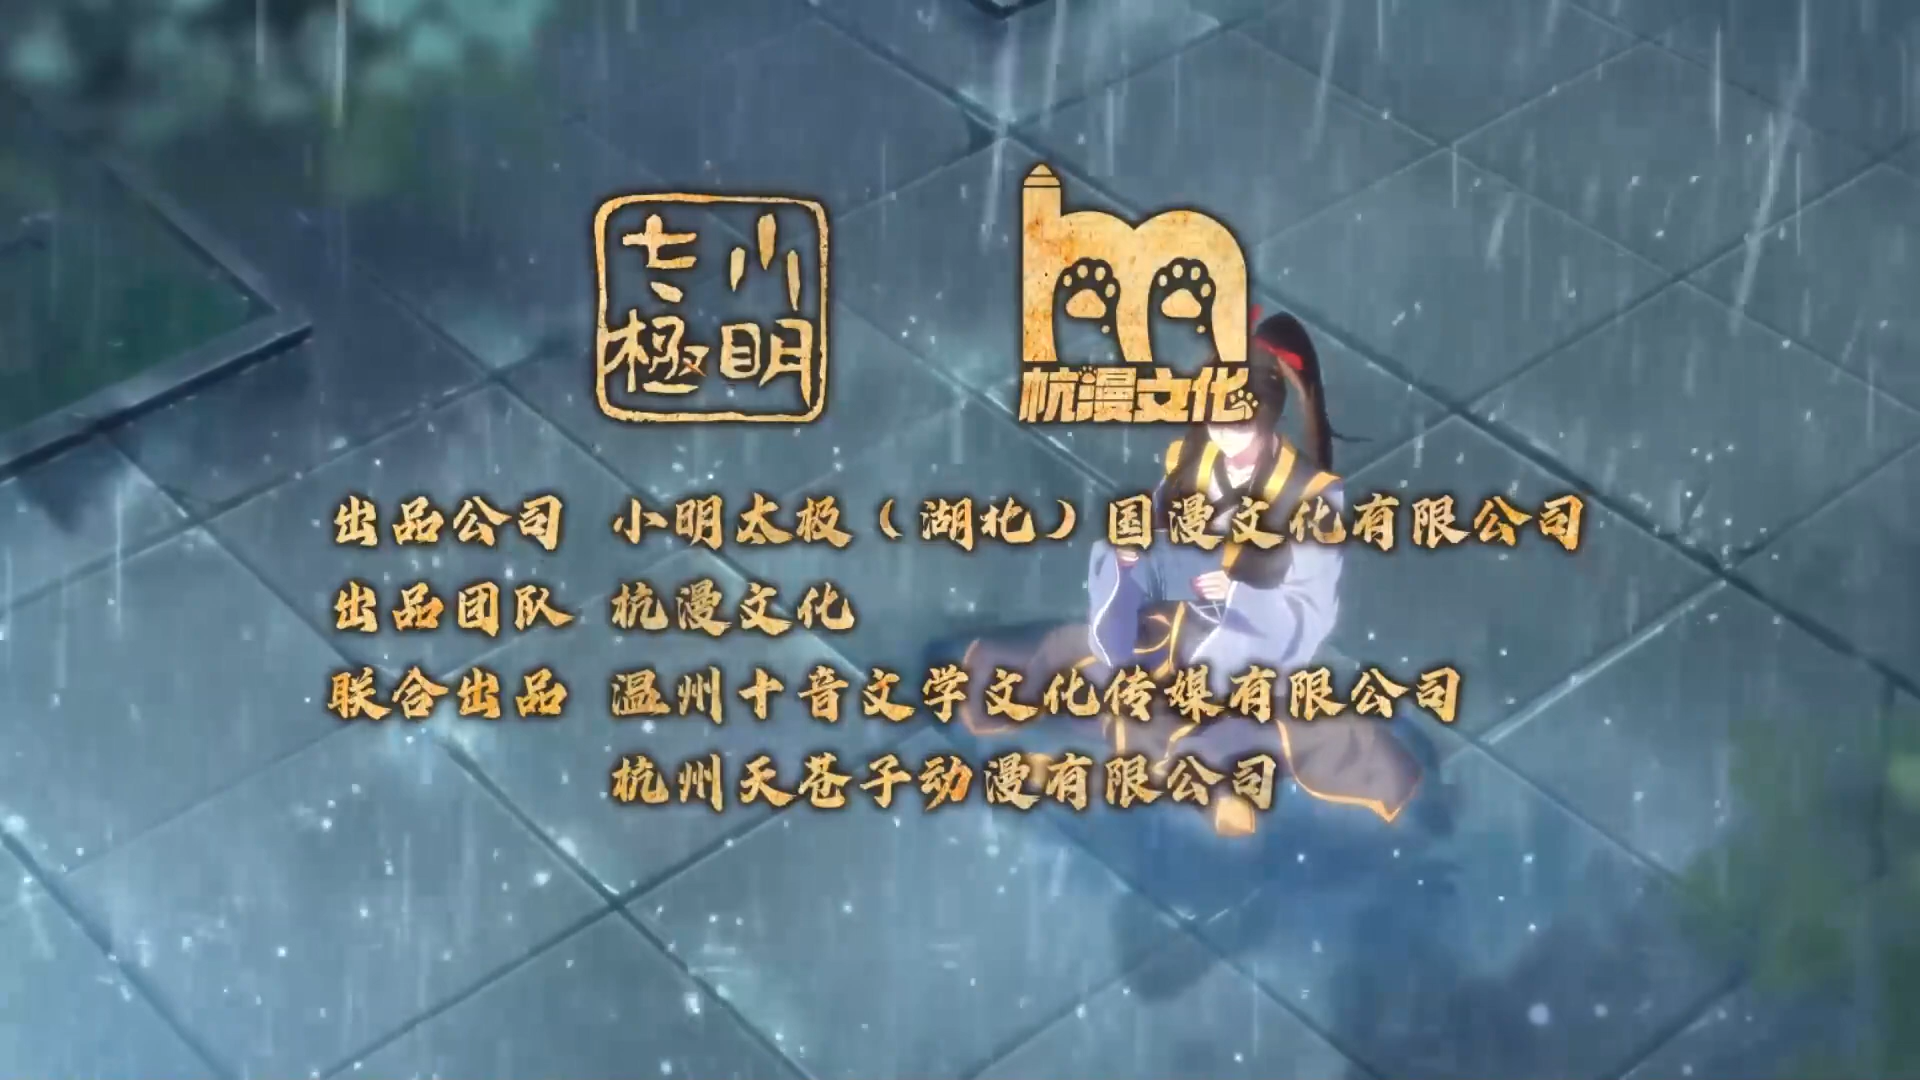 小明太極
杭漫文化
出品公司 小明太极（湖北）国漫文化有限公司
出品团队 杭漫文化
联合出品 温州十音文学文化传媒有限公司
杭州天苍子动漫有限公司